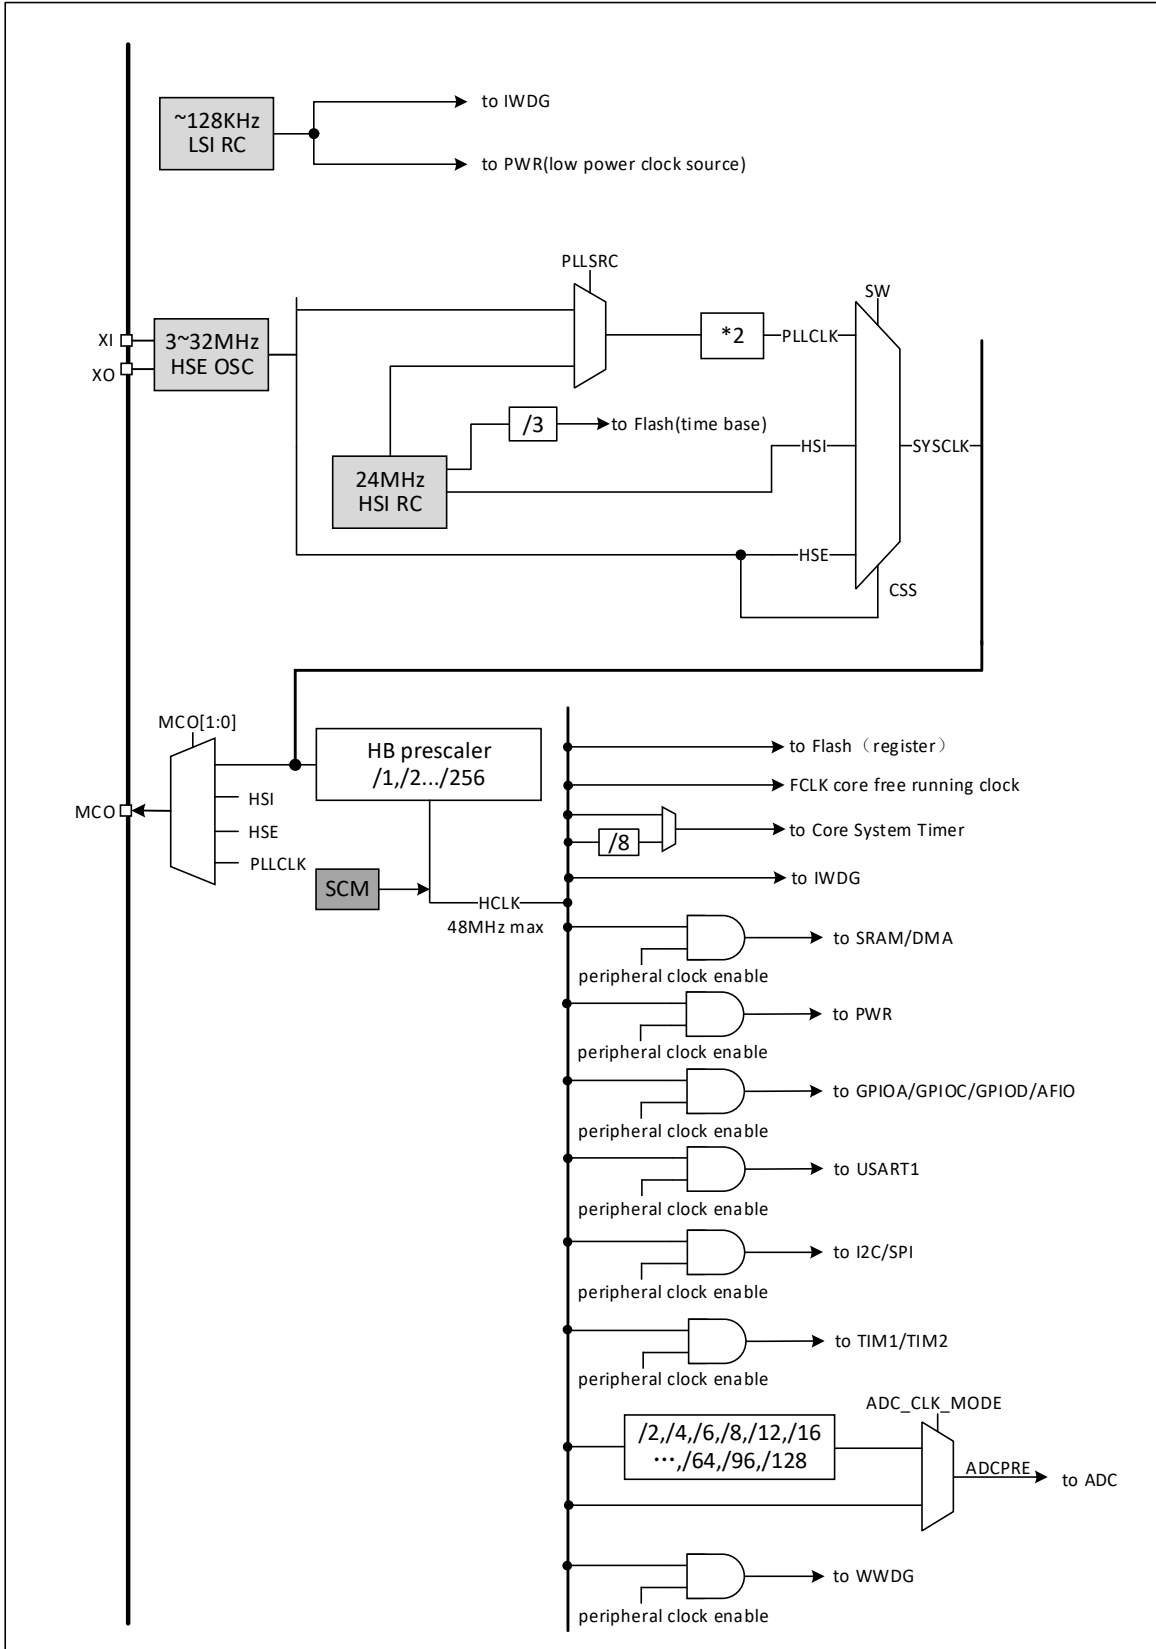 ~128KHz
LSI RC
to IWDG
to PWR(low power clock source)
PLLSRC
SW
XI
XO
3~32MHz
HSE OSC
*2
PLLCLK
/3
to Flash(time base)
24MHz
HSI RC
HSI
SYSCLK
HSE
CSS
MCO[1:0]
HB prescaler
/1,/2.../256
HSI
HSE
PLLCLK
MCO
SCM
HCLK
48MHz max
to Flash（register）
FCLK core free running clock
/8
to Core System Timer
to IWDG
to SRAM/DMA
peripheral clock enable
to PWR
peripheral clock enable
to GPIOA/GPIOC/GPIOD/AFIO
peripheral clock enable
to USART1
peripheral clock enable
to I2C/SPI
peripheral clock enable
to TIM1/TIM2
peripheral clock enable
ADC_CLK_MODE
/2,/4,/6,/8,/12,/16
…,/64,/96,/128
ADCPRE
to ADC
to WWDG
peripheral clock enable